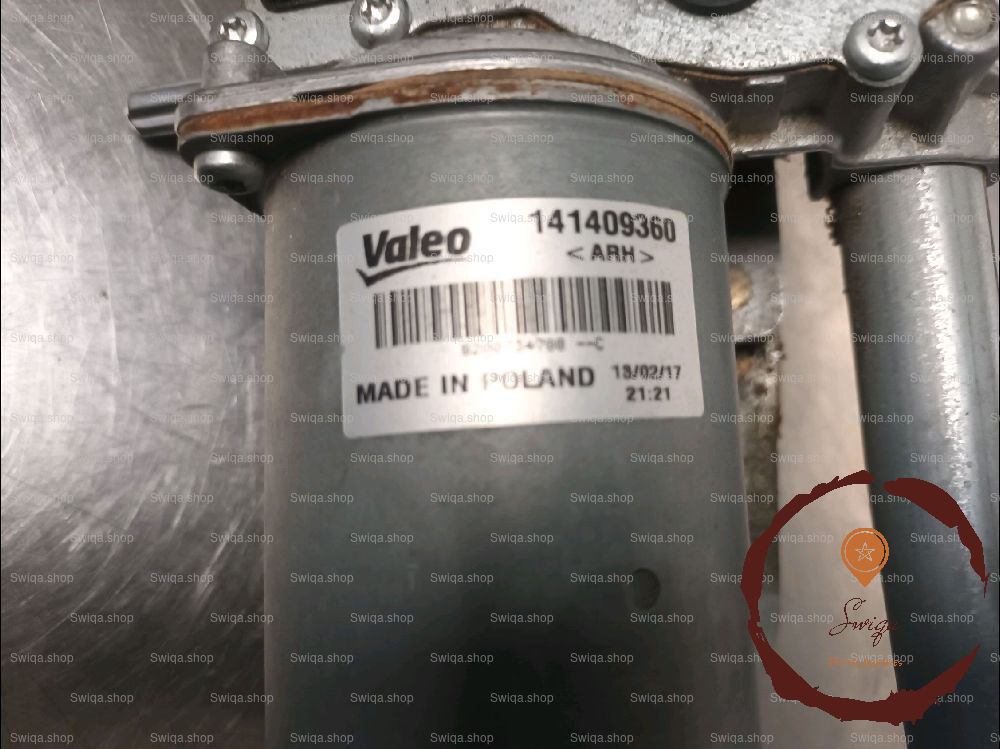 Valeo
141409360
< ARH >
MADE IN POLAND
13/02/17
21:21
Swiqa.shop
Swiqa